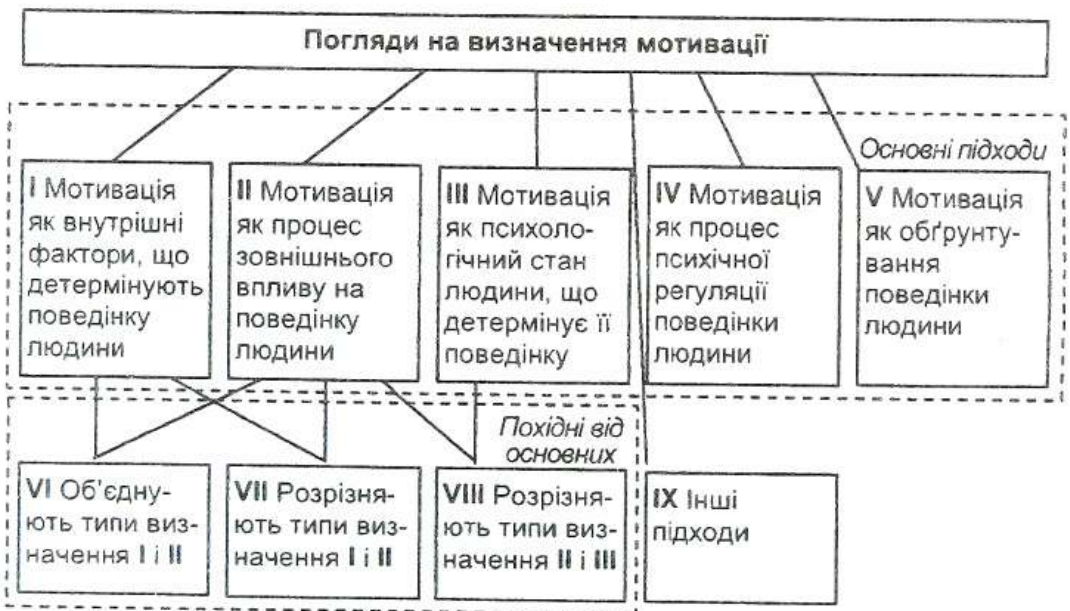 Погляди на визначення мотивації
Основні підходи
I Мотивація
як внутрішні
фактори, що
детермінують
поведінку
людини
II Мотивація
як процес
зовнішнього
впливу на
поведінку
людини
III Мотивація
як психоло-
гічний стан
людини, що
детермінує її
поведінку
IV Мотивація
як процес
психічної
регуляції
поведінки
людини
V Мотивація
як обґрунту-
вання
поведінки
людини
Похідні від
основних
VI Об'єдну-
ють типи виз-
начення I і II
VII Розрізня-
ють типи виз-
начення I і II
VIII Розрізня-
ють типи виз-
начення II і III
IX Інші
підходи